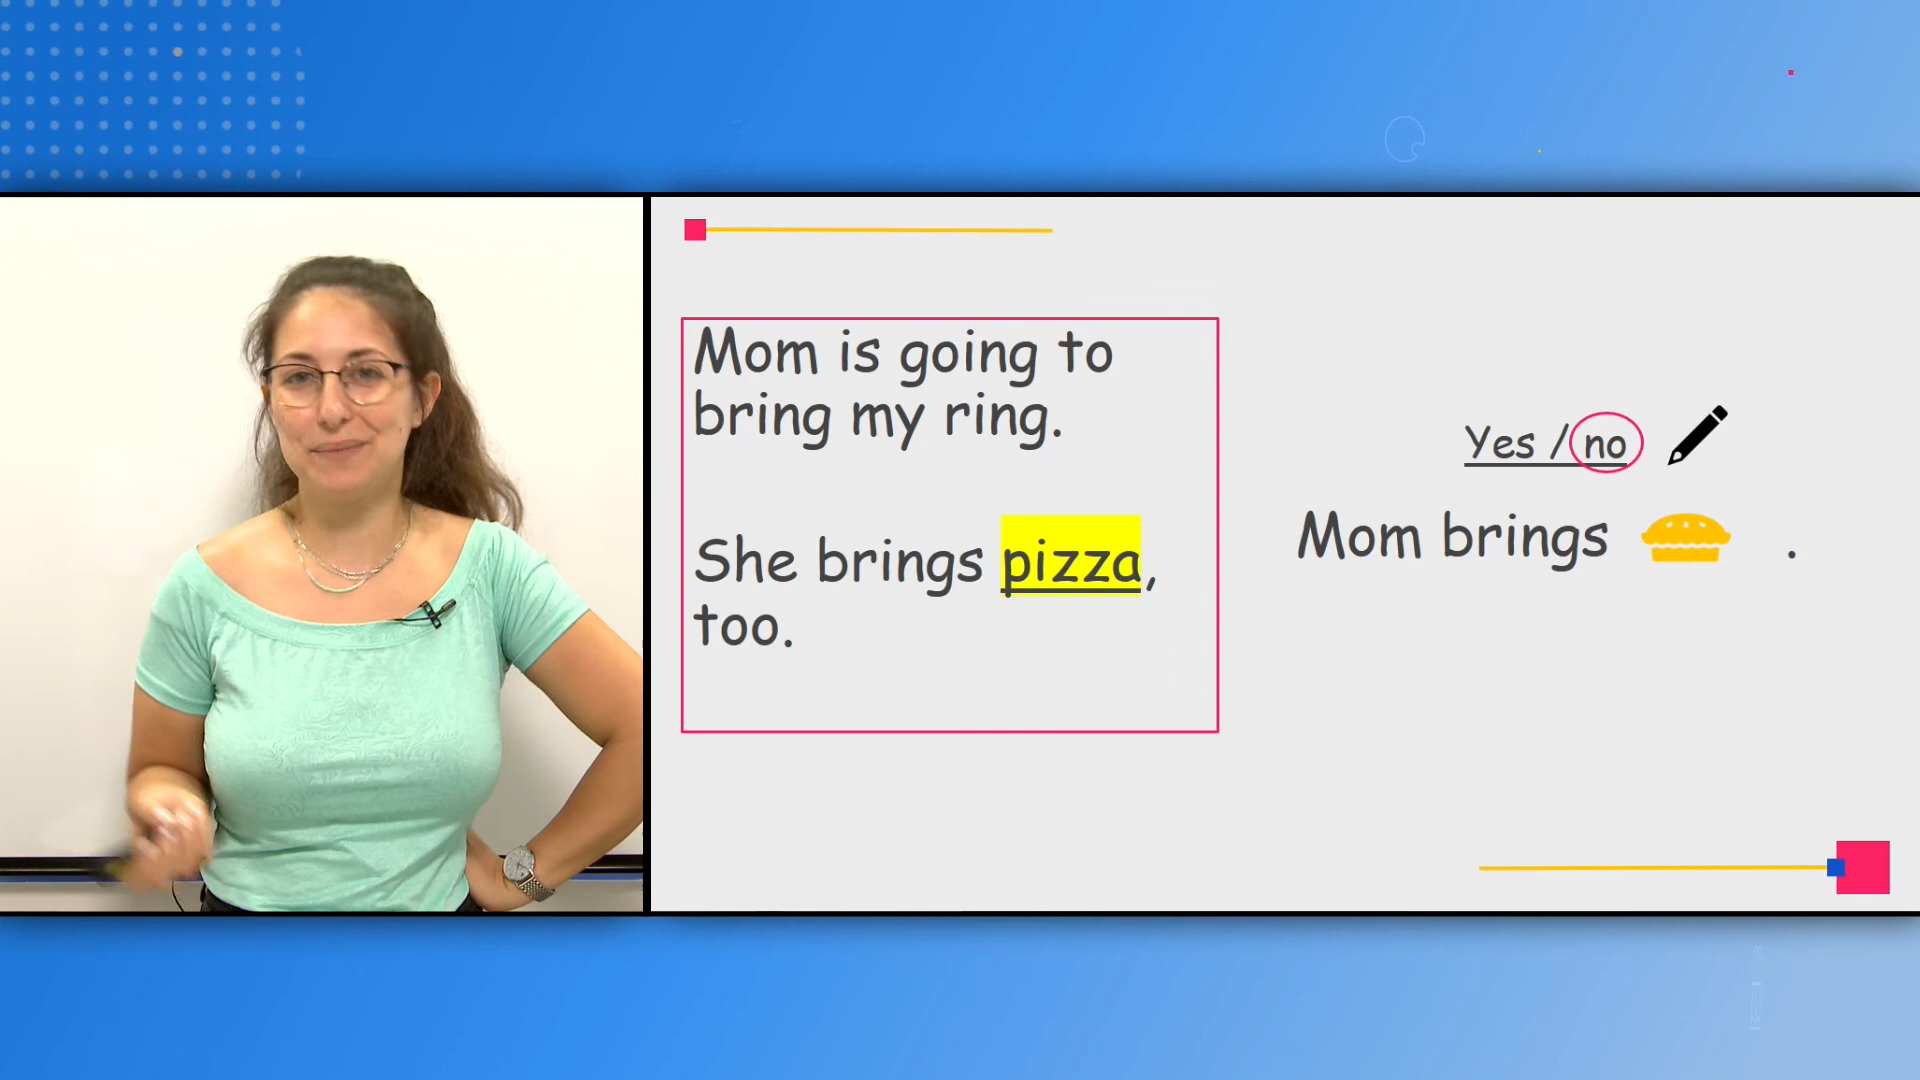 Mom is going to
bring my ring.
She brings pizza,
too.
Yes / no
Mom brings .